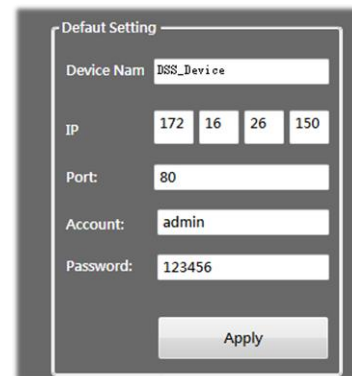 Defaut Setting
Device Nam DSS_Device
IP 172 16 26 150
Port: 80
Account: admin
Password: 123456
Apply